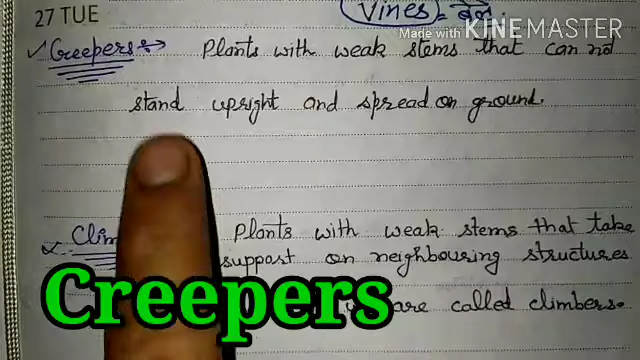 27 TUE
Vines = बेल.
Made with KINEMASTER
Creepers :-> Plants with weak stems that can not
stand upright and spread on ground.
Plants with weak stems that take
support on neighbouring structures
are called climbers.
Creepers